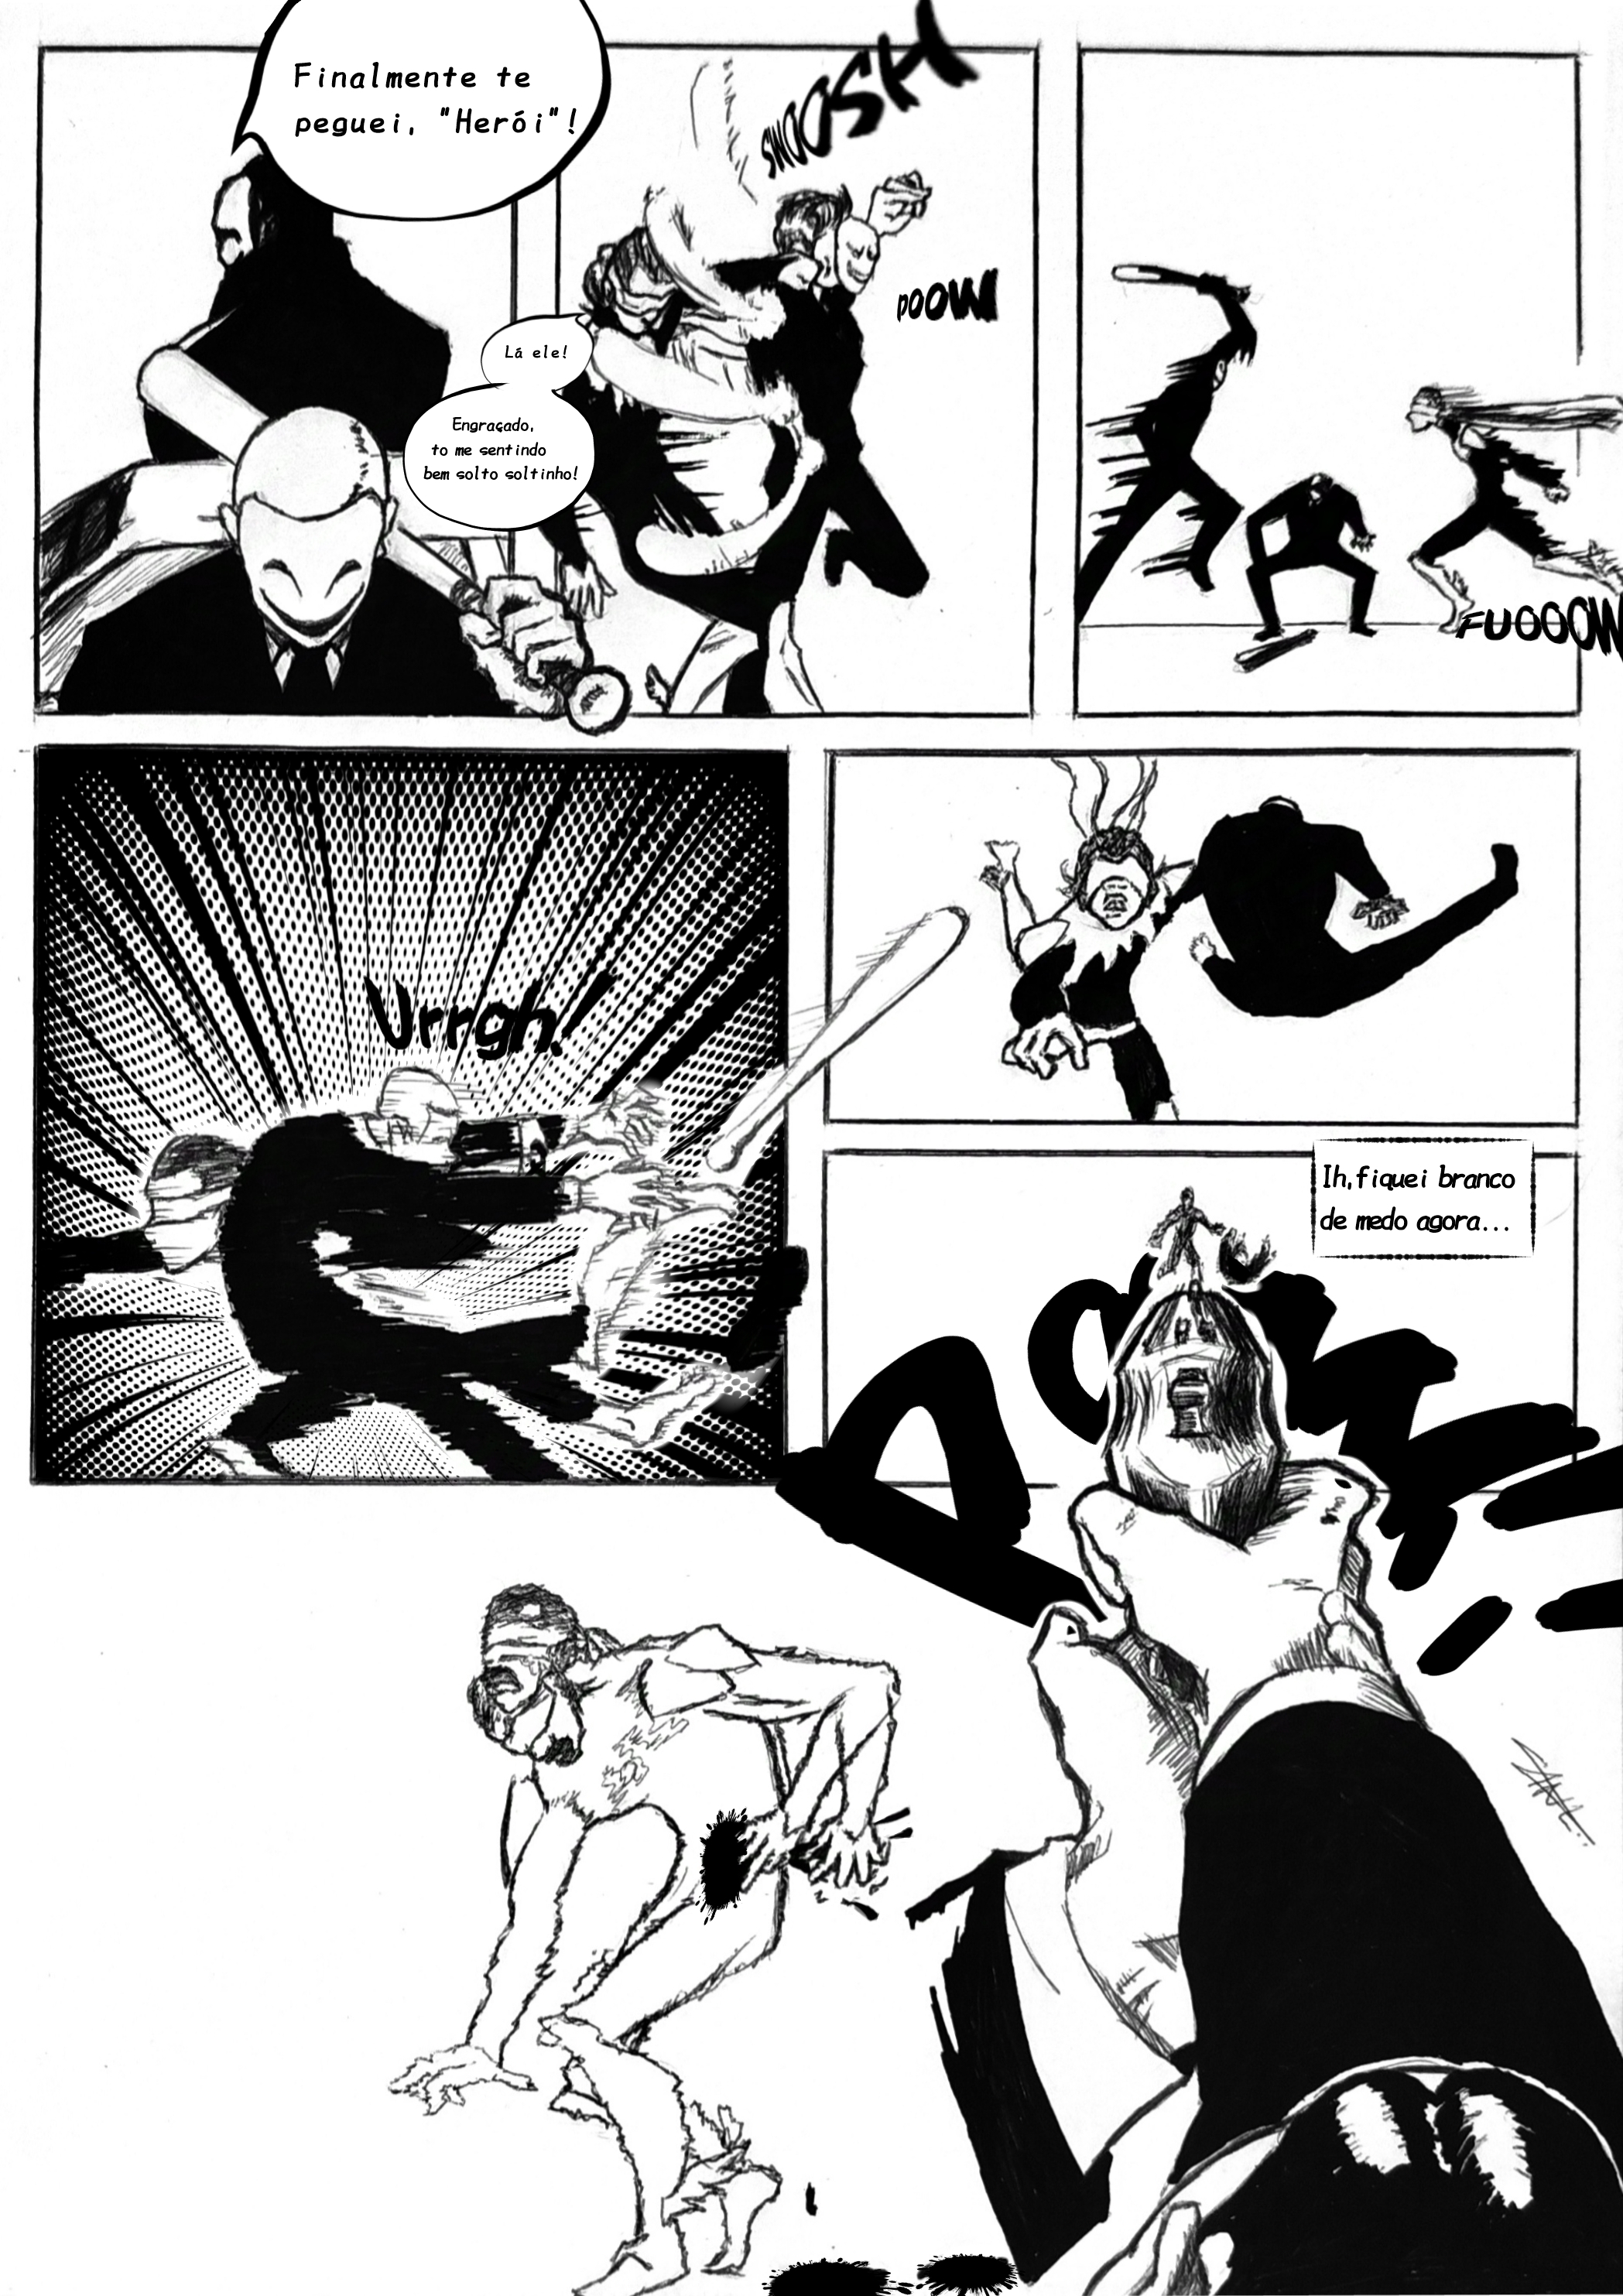 Finalmente te
peguei, "Herói"!
SWOOSH
POOW
Lá ele!
Engraçado,
to me sentindo
bem solto soltinho!
FUOOOW
Urrgh!
Ih, fiquei branco
de medo agora...